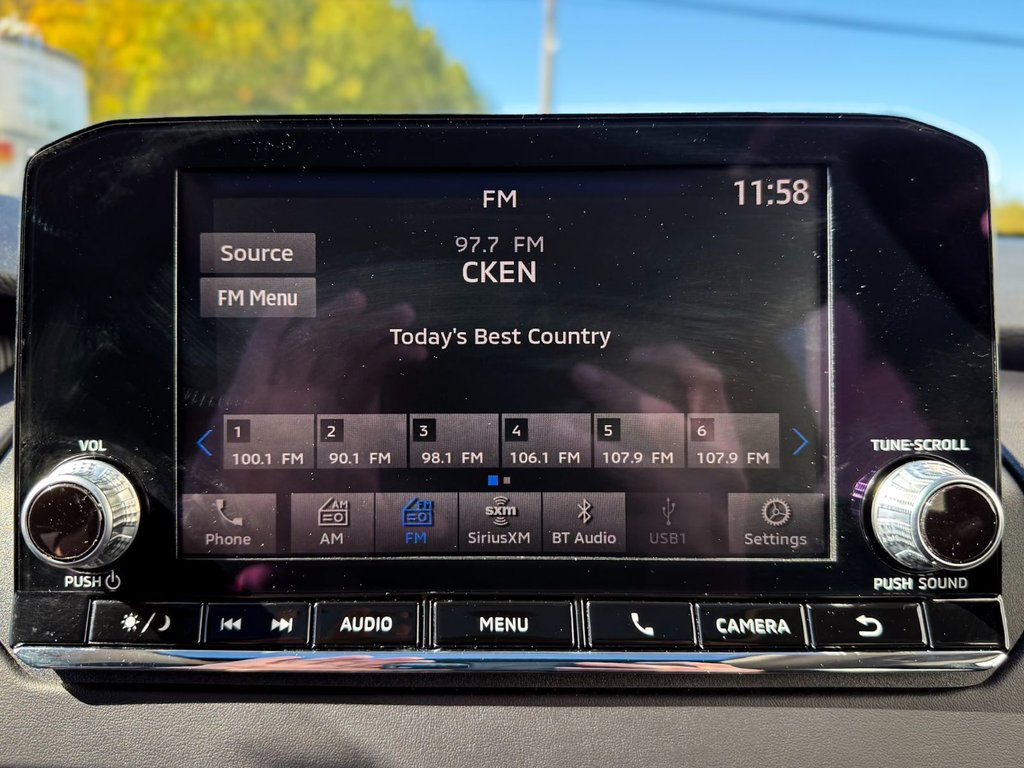 FM
11:58
Source
97.7 FM
CKEN
FM Menu
Today's Best Country
1 2 3 4 5 6
100.1 FM 90.1 FM 98.1 FM 106.1 FM 107.9 FM 107.9 FM
VOL
TUNE·SCROLL
AM FM sxm
Phone AM FM SiriusXM BT Audio USB1 Settings
PUSH
PUSH SOUND
AUDIO MENU CAMERA